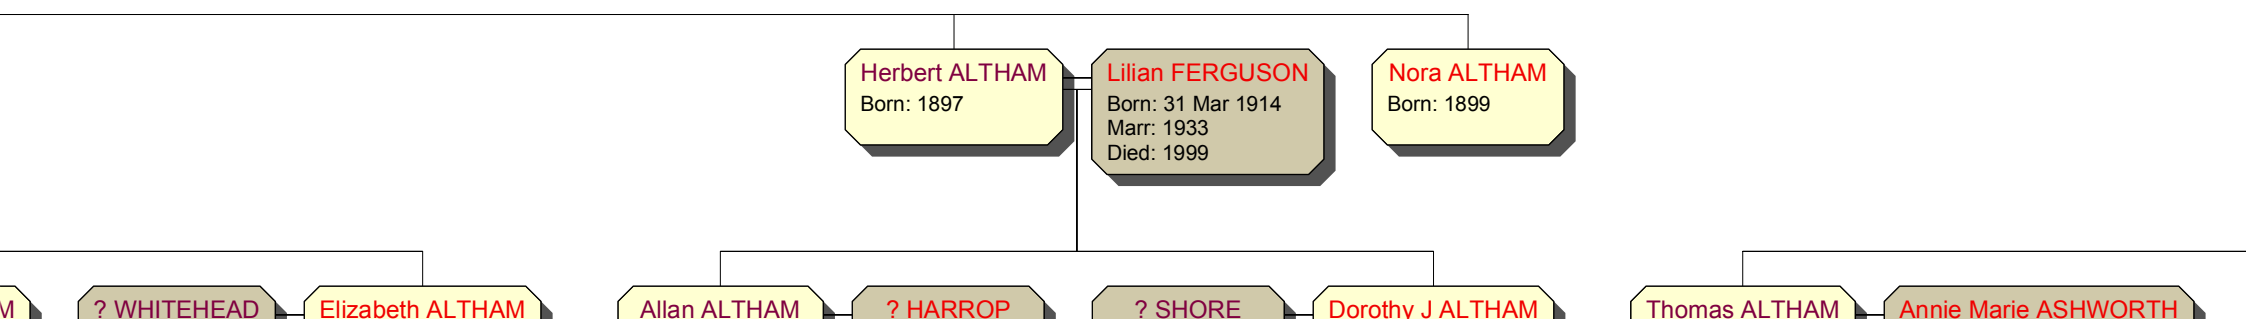 Herbert ALTHAM
Born: 1897
Lilian FERGUSON
Born: 31 Mar 1914
Marr: 1933
Died: 1999
Nora ALTHAM
Born: 1899
M
? WHITEHEAD
Elizabeth ALTHAM
Allan ALTHAM
? HARROP
? SHORE
Dorothy J ALTHAM
Thomas ALTHAM
Annie Marie ASHWORTH